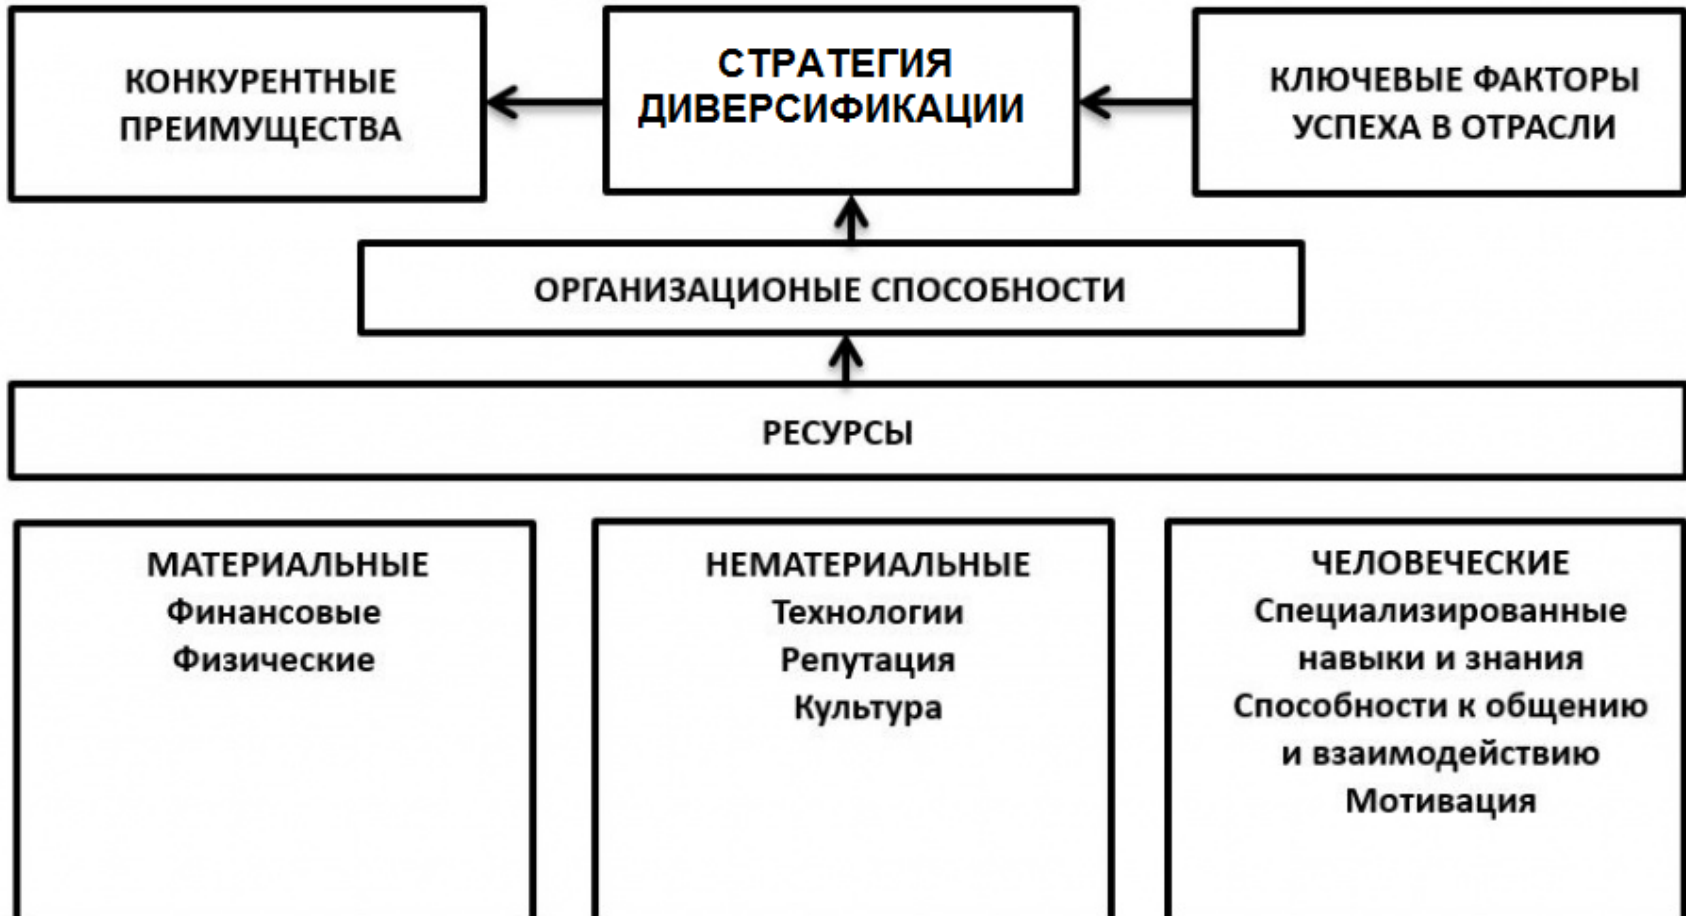 КОНКУРЕНТНЫЕ
ПРЕИМУЩЕСТВА
СТРАТЕГИЯ
ДИВЕРСИФИКАЦИИ
КЛЮЧЕВЫЕ ФАКТОРЫ
УСПЕХА В ОТРАСЛИ
ОРГАНИЗАЦИОНЫЕ СПОСОБНОСТИ
РЕСУРСЫ
МАТЕРИАЛЬНЫЕ
Финансовые
Физические
НЕМАТЕРИАЛЬНЫЕ
Технологии
Репутация
Культура
ЧЕЛОВЕЧЕСКИЕ
Специализированные
навыки и знания
Способности к общению
и взаимодействию
Мотивация